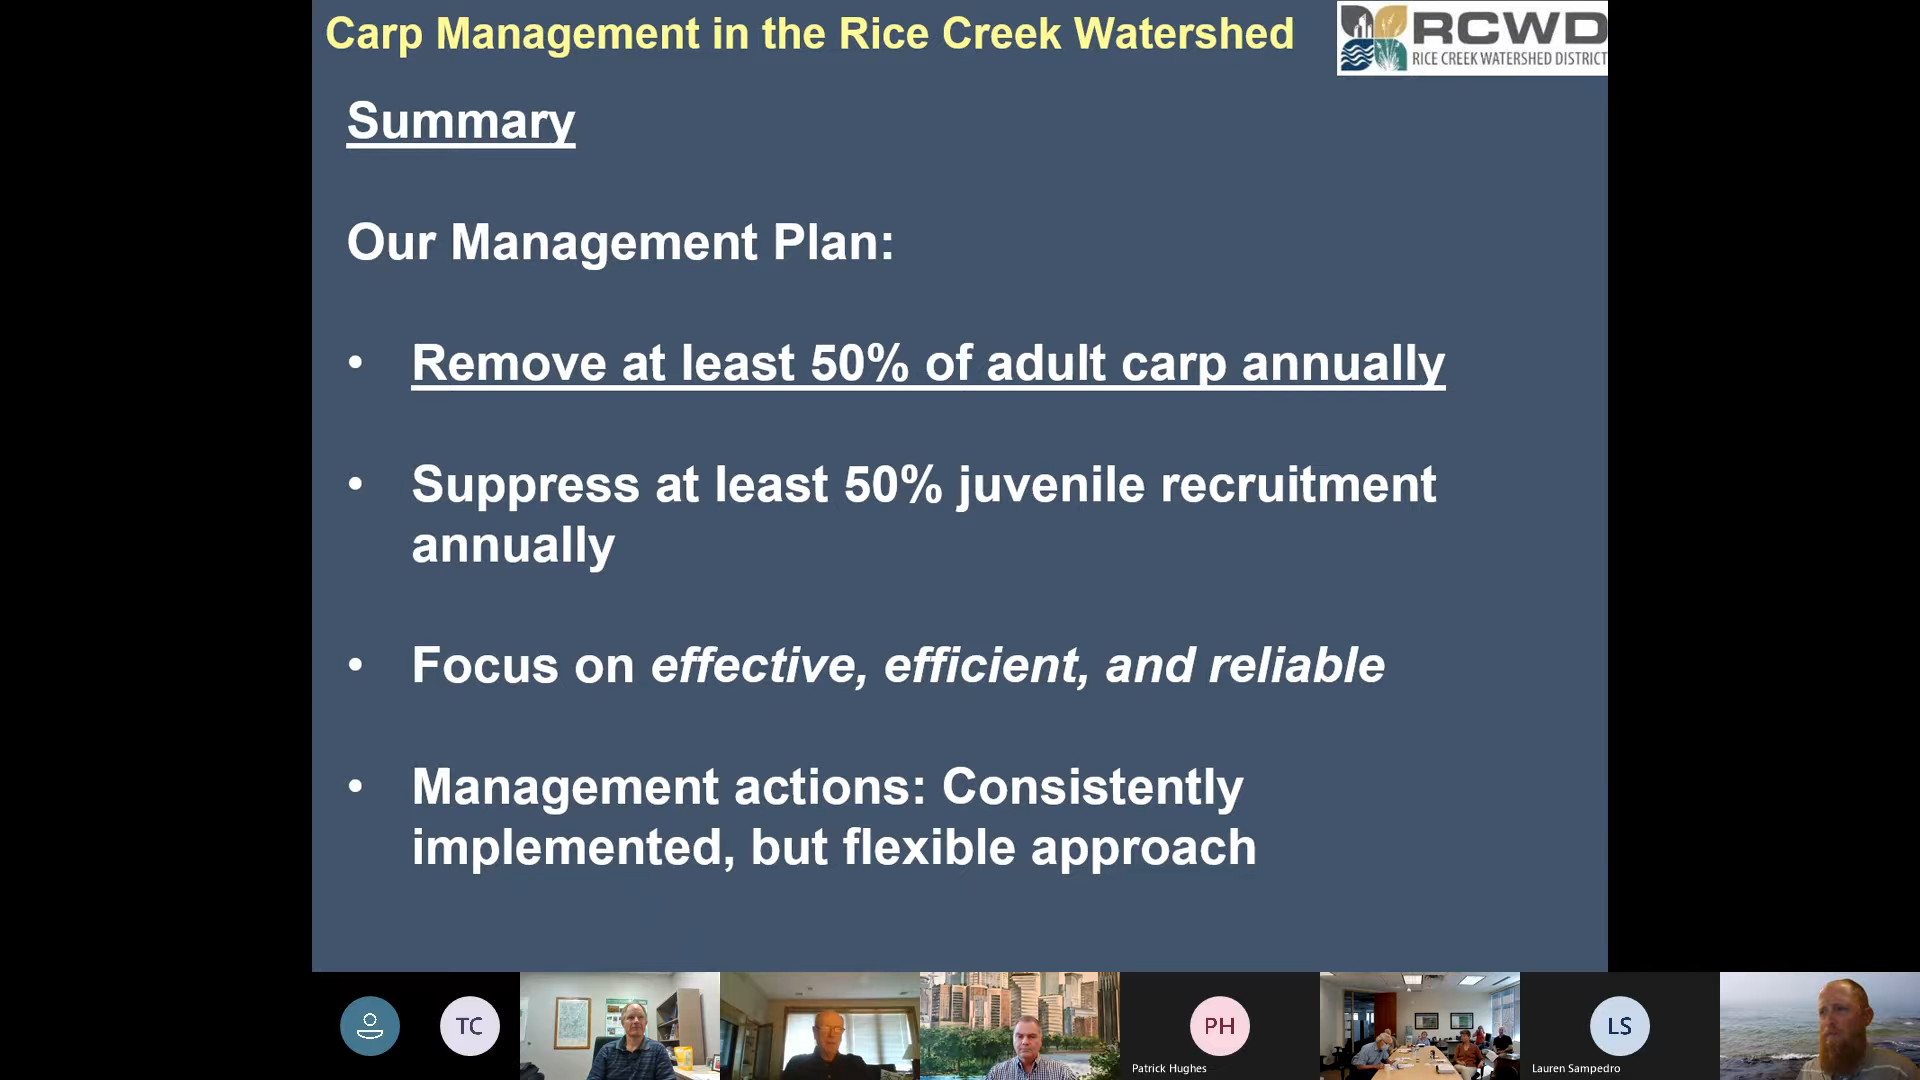 Carp Management in the Rice Creek Watershed
RCWD
RICE CREEK WATERSHED DISTRICT
Summary
Our Management Plan:
• Remove at least 50% of adult carp annually
• Suppress at least 50% juvenile recruitment
annually
• Focus on effective, efficient, and reliable
• Management actions: Consistently
implemented, but flexible approach
TC
PH
Patrick Hughes
LS
Lauren Sampedro